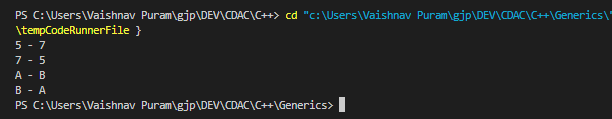 PS C:\Users\Vaishnav Puram\gjp\DEV\CDAC\C++> cd "c:\Users\Vaishnav Puram\gjp\DEV\CDAC\C++\Generics\"
\tempCodeRunnerFile }
5 - 7
7 - 5
A - B
B - A
PS C:\Users\Vaishnav Puram\gjp\DEV\CDAC\C++\Generics>